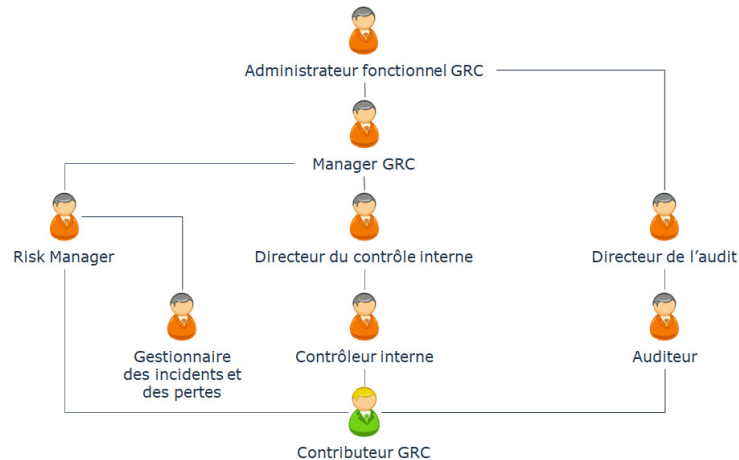 Administrateur fonctionnel GRC
Manager GRC
Risk Manager
Directeur du contrôle interne
Directeur de l’audit
Gestionnaire
des incidents et
des pertes
Contrôleur interne
Auditeur
Contributeur GRC